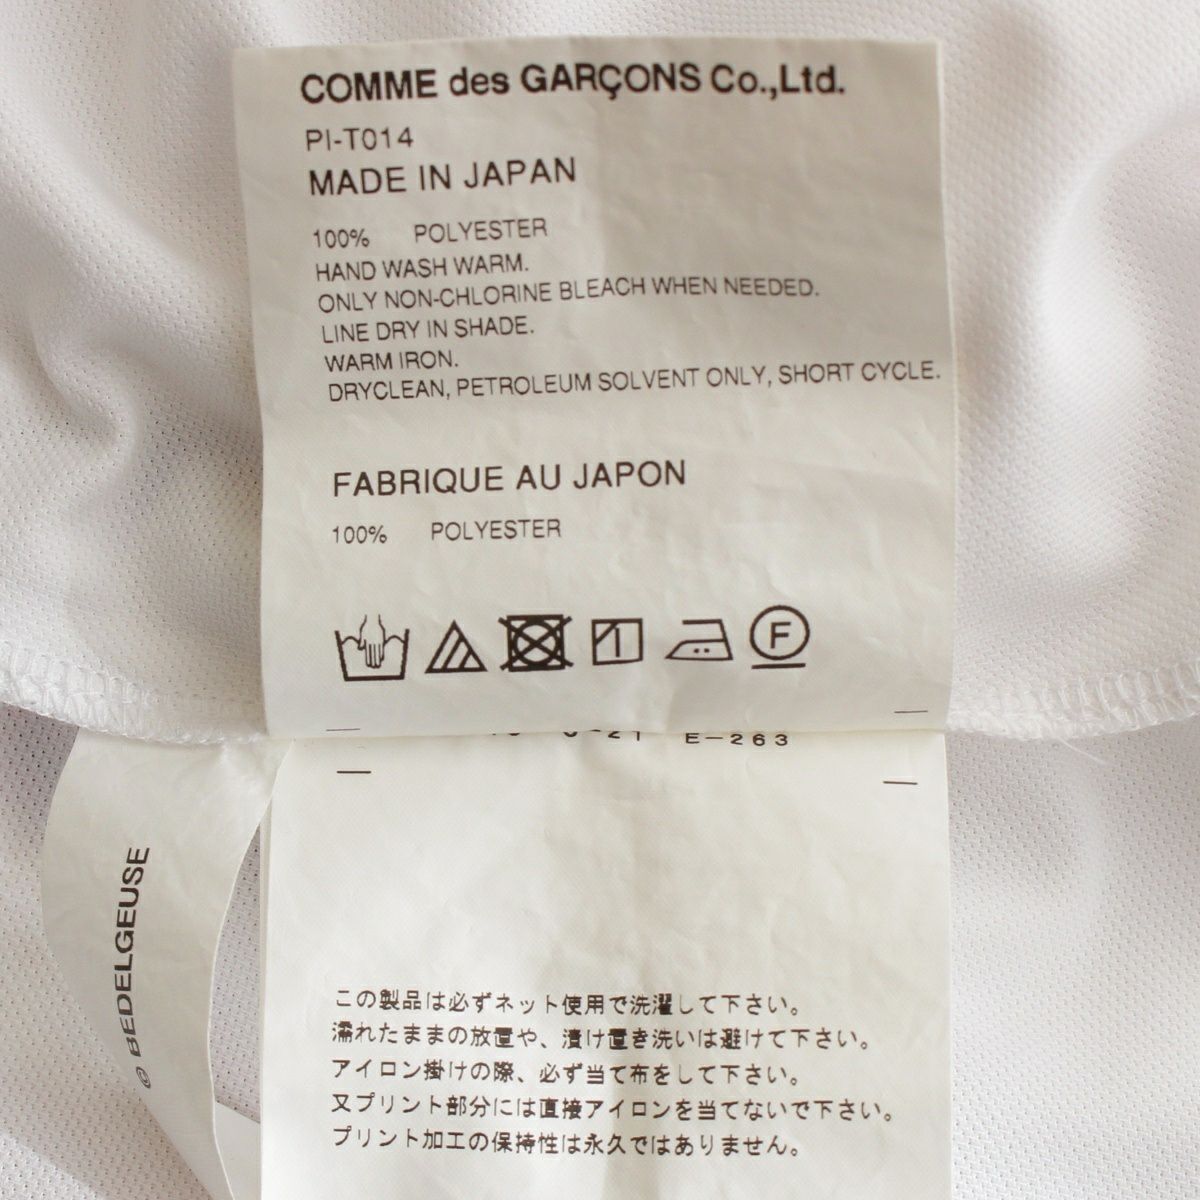 COMME des GARÇONS Co.,Ltd.
PI-T014
MADE IN JAPAN
100% POLYESTER
HAND WASH WARM.
ONLY NON-CHLORINE BLEACH WHEN NEEDED.
LINE DRY IN SHADE.
WARM IRON.
DRYCLEAN, PETROLEUM SOLVENT ONLY, SHORT CYCLE.
FABRIQUE AU JAPON
100% POLYESTER
F
E-263
© BEDELGEUSE
この製品は必ずネット使用で洗濯して下さい。
濡れたままの放置や、漬け置き洗いは避けて下さい。
アイロン掛けの際、必ず当て布をして下さい。
又プリント部分には直接アイロンを当てないで下さい。
プリント加工の保持性は永久ではありません。